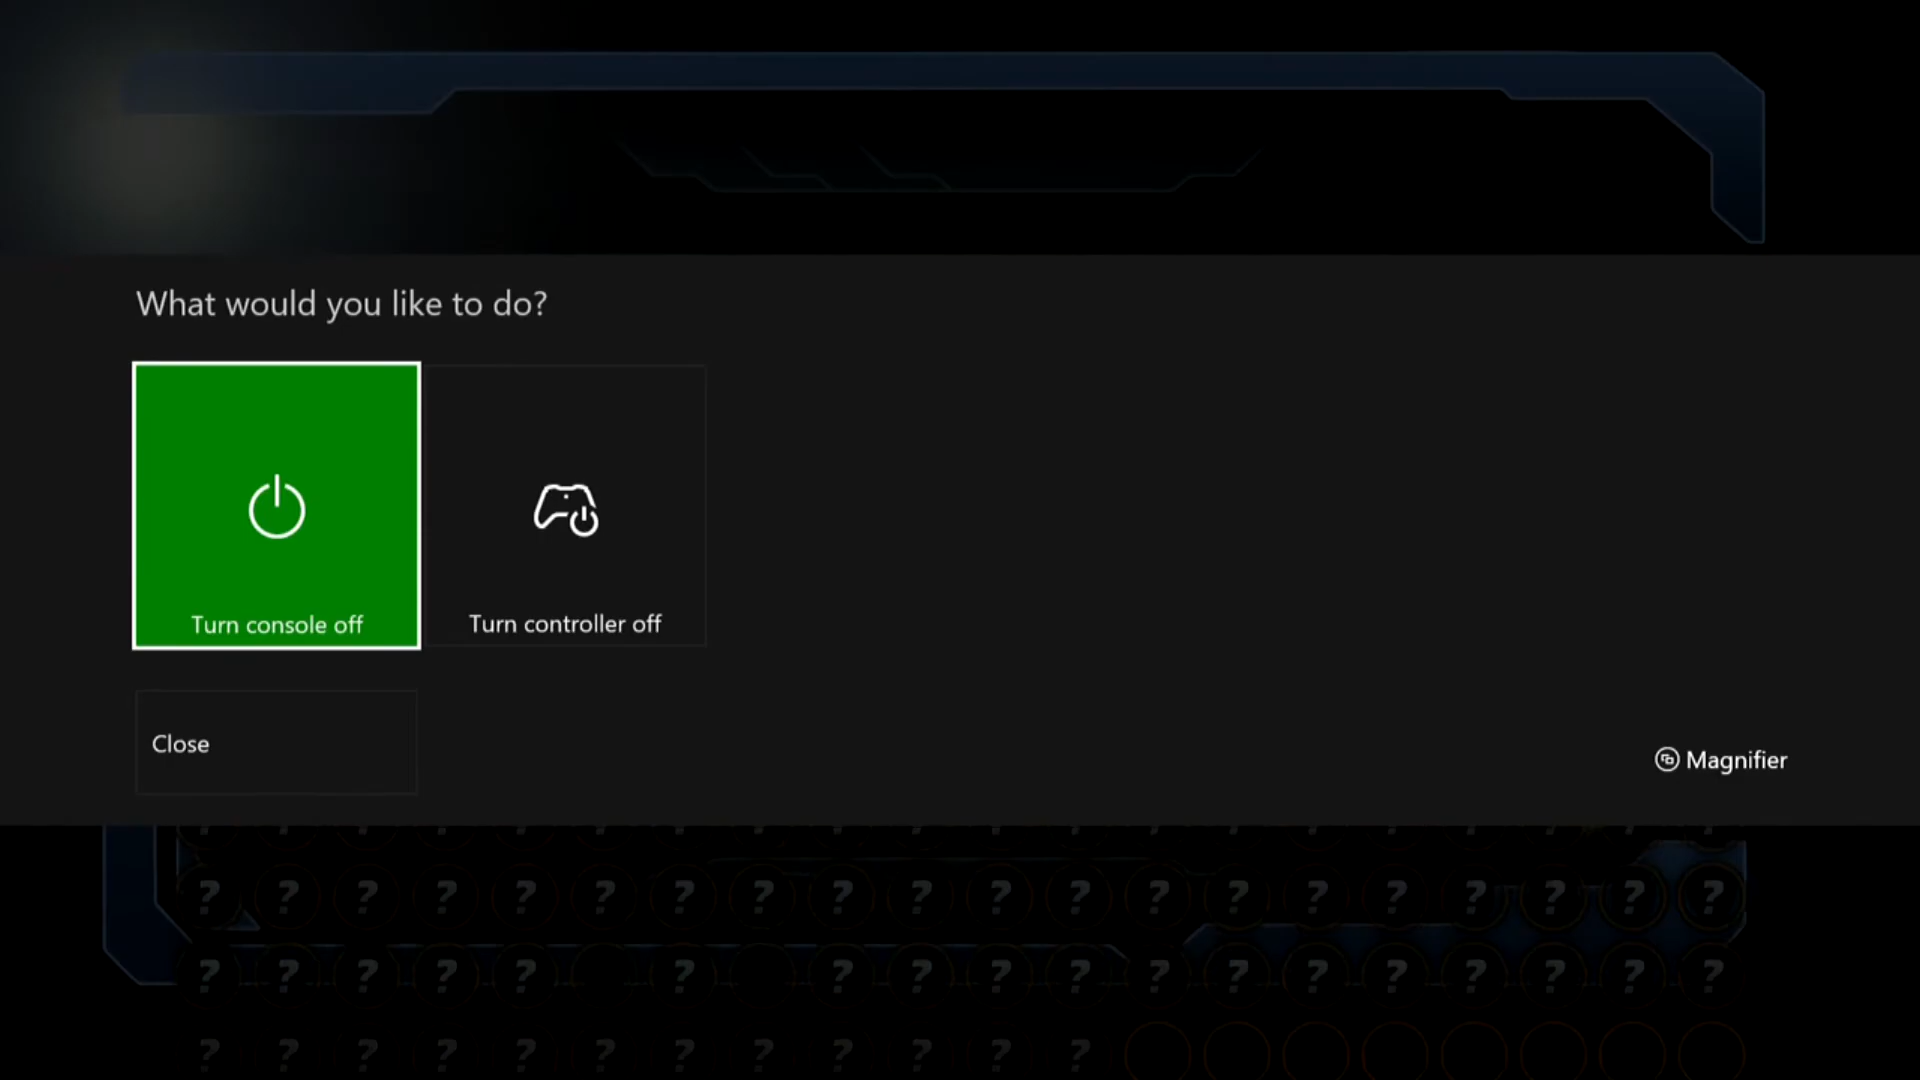 What would you like to do?
Turn console off
Turn controller off
Close
Magnifier
? ? ? ? ? ? ? ? ? ? ? ? ? ? ? ? ? ? ? ?
? ? ? ? ? ? ? ? ? ? ? ? ? ? ? ? ? ?
? ? ? ? ? ? ? ? ? ? ? ?